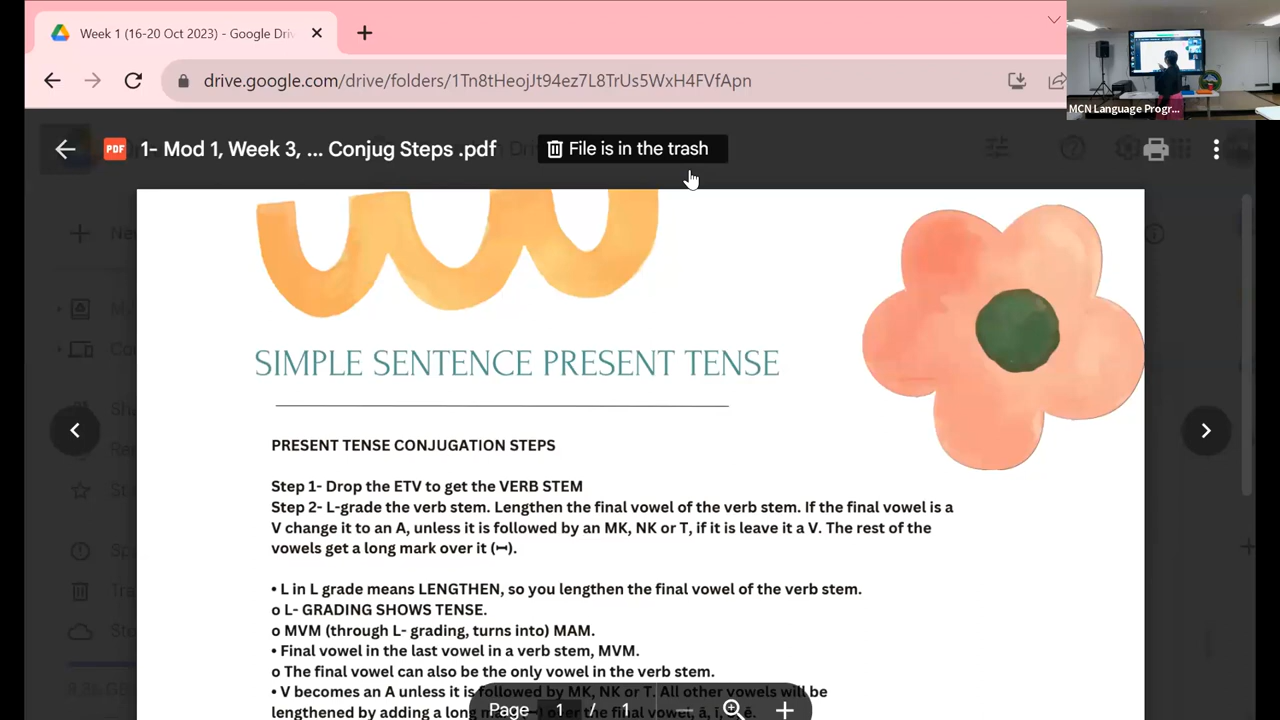 Week 1 (16-20 Oct 2023) - Google Driv
drive.google.com/drive/folders/1Tn8tHeojJt94ez7L8TrUs5WxH4FVfApn
MCN Language Progr...
PDF
1- Mod 1, Week 3, ... Conjug Steps .pdf
File is in the trash
SIMPLE SENTENCE PRESENT TENSE
PRESENT TENSE CONJUGATION STEPS
Step 1- Drop the ETV to get the VERB STEM
Step 2- L-grade the verb stem. Lengthen the final vowel of the verb stem. If the final vowel is a
V change it to an A, unless it is followed by an MK, NK or T, if it is leave it a V. The rest of the
vowels get a long mark over it (↦).
• L in L grade means LENGTHEN, so you lengthen the final vowel of the verb stem.
o L- GRADING SHOWS TENSE.
o MVM (through L- grading, turns into) MAM.
• Final vowel in the last vowel in a verb stem, MVM.
o The final vowel can also be the only vowel in the verb stem.
• V becomes an A unless it is followed by MK, NK or T. All other vowels will be
lengthened by adding a long over the final vowel,
Page 1 / 1